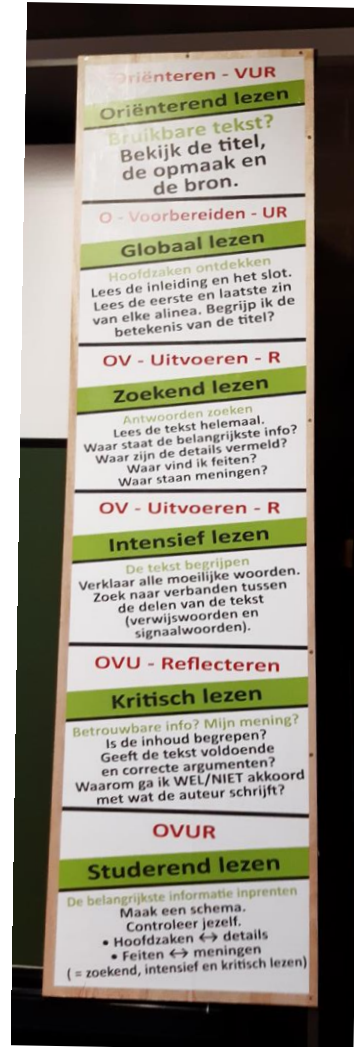 Oriënteren - VUR
Oriënterend lezen
Bruikbare tekst?
Bekijk de titel,
de opmaak en
de bron.
O - Voorbereiden - UR
Globaal lezen
Hoofdzaken ontdekken
Lees de inleiding en het slot.
Lees de eerste en laatste zin
van elke alinea. Begrijp ik de
betekenis van de titel?
OV - Uitvoeren - R
Zoekend lezen
Antwoorden zoeken
Lees de tekst helemaal.
Waar staat de belangrijkste info?
Waar zijn de details vermeld?
Waar vind ik feiten?
Waar staan meningen?
OV - Uitvoeren - R
Intensief lezen
De tekst begrijpen
Verklaar alle moeilijke woorden.
Zoek naar verbanden tussen
de delen van de tekst
(verwijswoorden en
signaalwoorden).
OVU - Reflecteren
Kritisch lezen
Betrouwbare info? Mijn mening?
Is de inhoud begrepen?
Geeft de tekst voldoende
en correcte argumenten?
Waarom ga ik WEL/NIET akkoord
met wat de auteur schrijft?
OVUR
Studerend lezen
De belangrijkste informatie inprenten
Maak een schema.
Controleer jezelf.
• Hoofdzaken ↔ details
• Feiten ↔ meningen
( = zoekend, intensief en kritisch lezen)